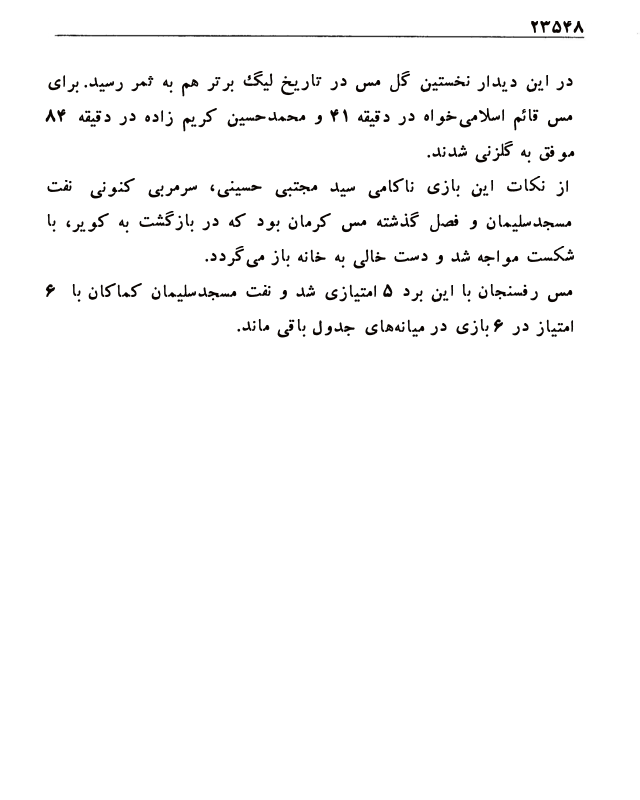 ۲۳۵۴۸
در این دیدار نخستین گل مس در تاریخ لیگ برتر هم به ثمر رسید. برای
مس قائم اسلامی‌خواه در دقیقه ۴۱ و محمدحسین کریم زاده در دقیقه ۸۴
موفق به گلزنی شدند.
از نکات این بازی ناکامی سید مجتبی حسینی، سرمربی کنونی نفت
مسجدسلیمان و فصل گذشته مس کرمان بود که در بازگشت به کویر، با
شکست مواجه شد و دست خالی به خانه باز می‌گردد.
مس رفسنجان با این برد ۵ امتیازی شد و نفت مسجدسلیمان کماکان با ۶
امتیاز در ۶ بازی در میانه‌های جدول باقی ماند.